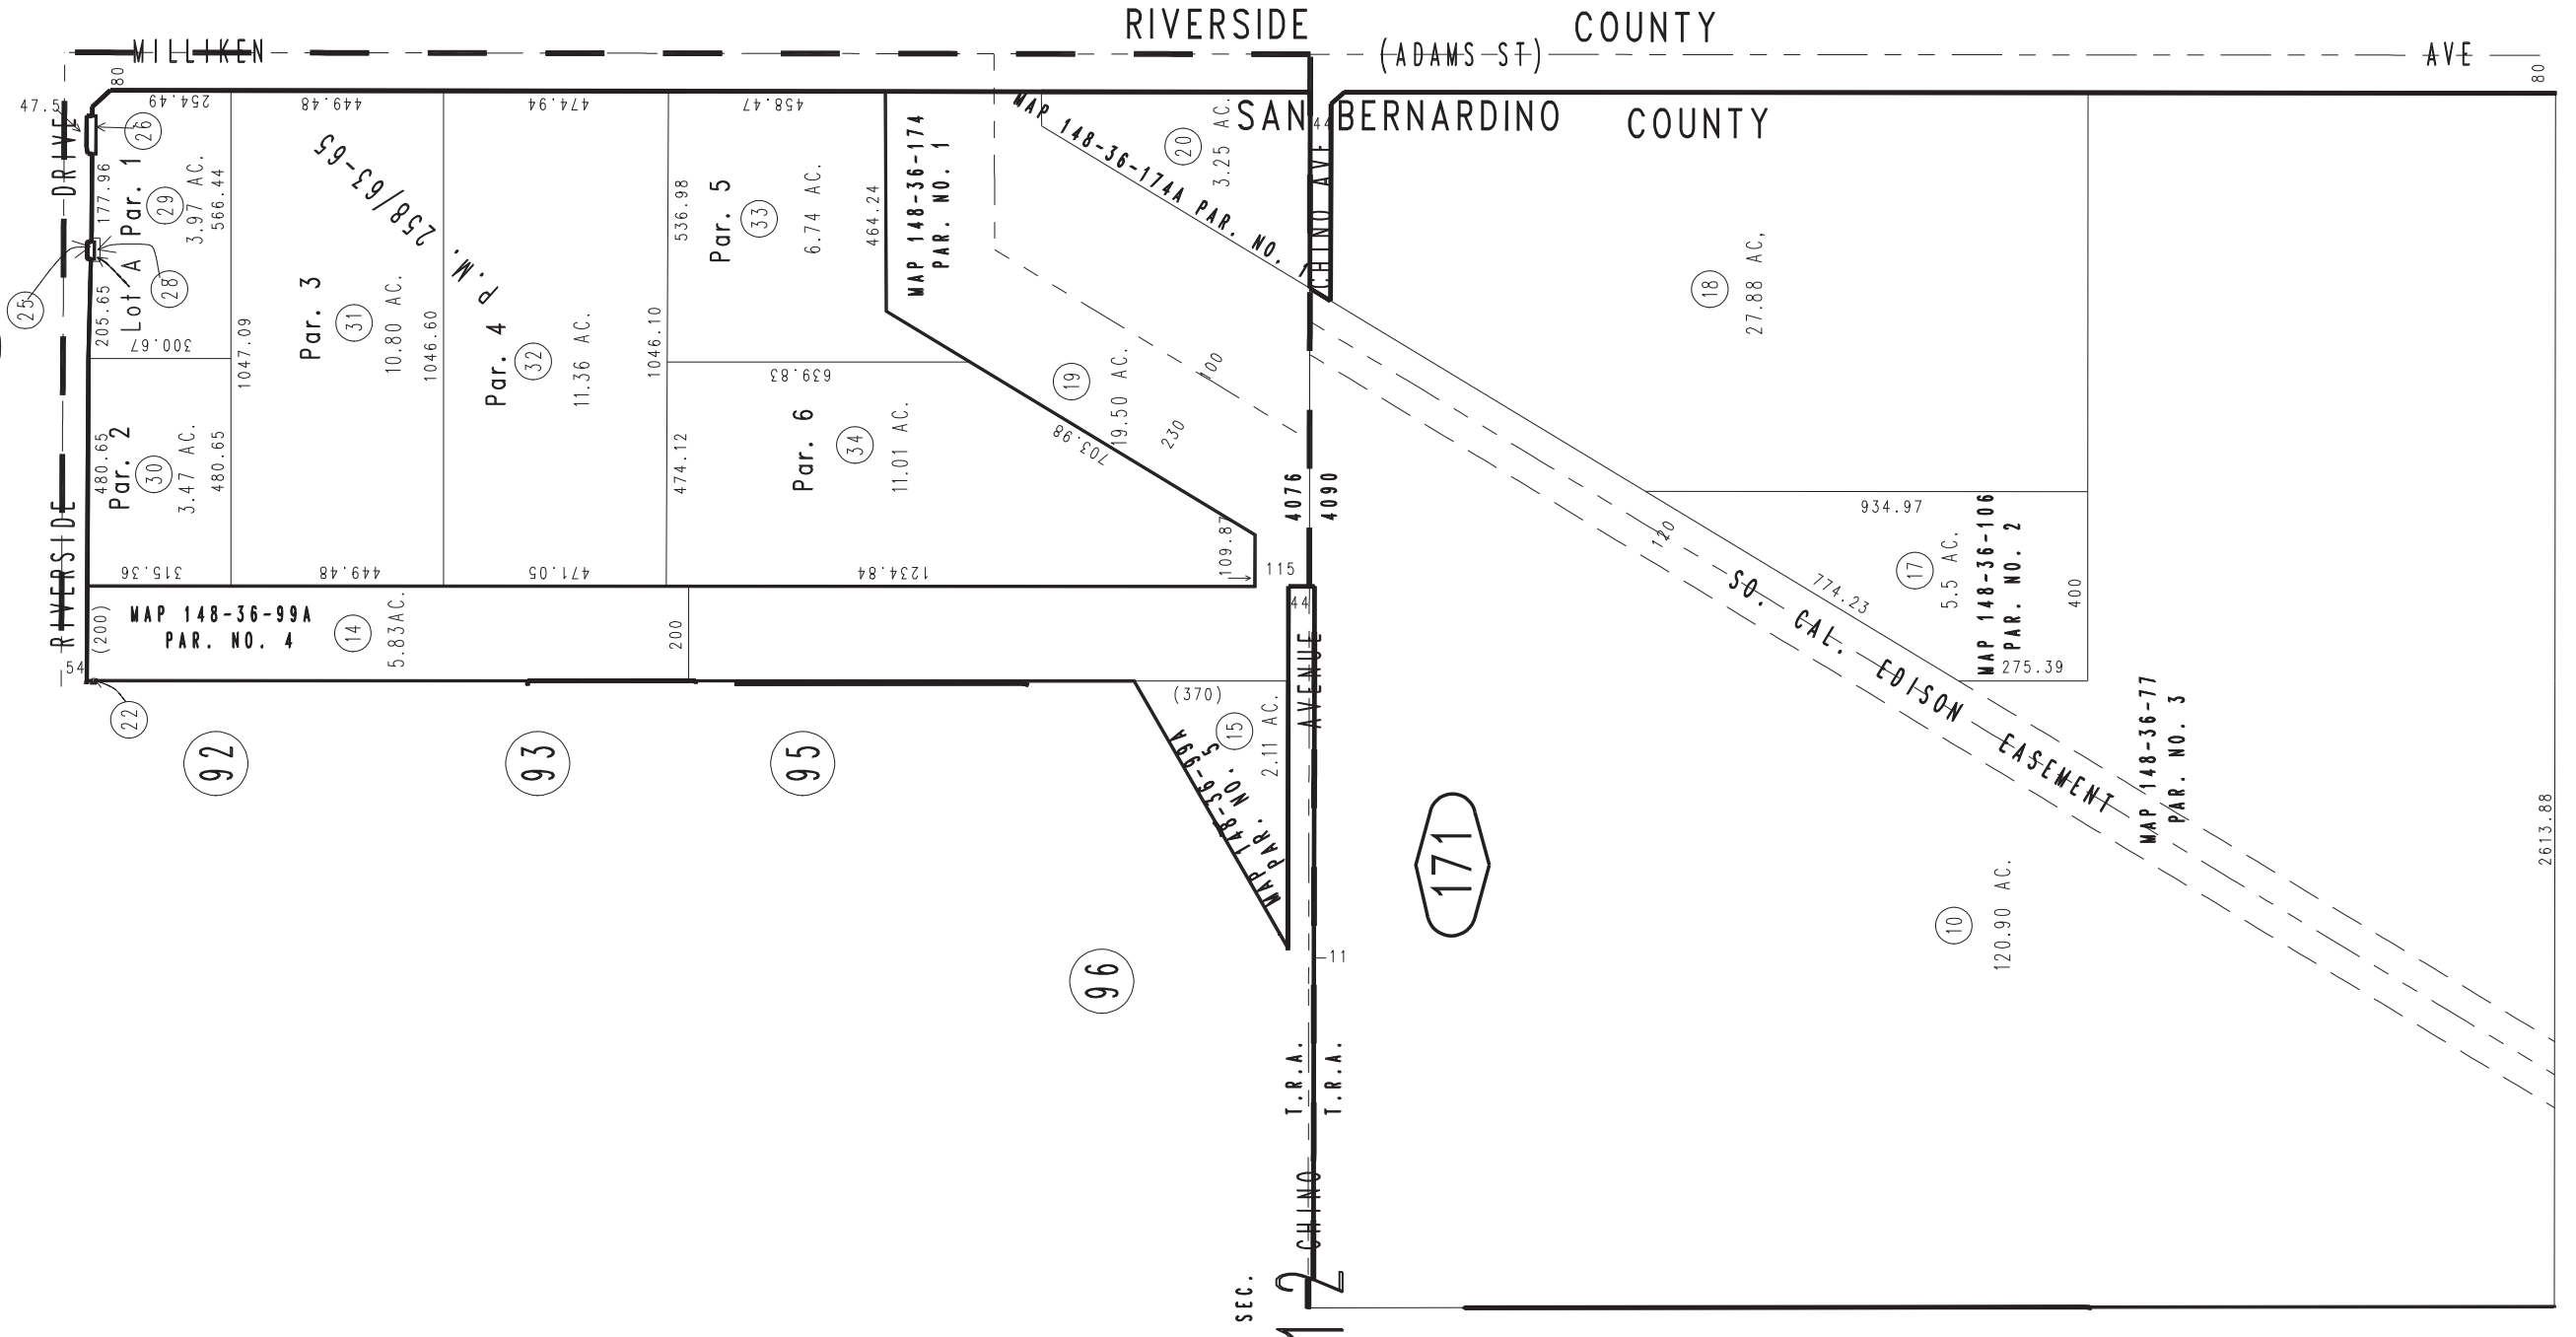 RIVERSIDE COUNTY
MILLIKEN (ADAMS ST) AVE
SAN BERNARDINO COUNTY
80
80
47.5
RIVERSIDE DRIVE
26
254.49
449.48
474.94
458.47
177.96
Par. 1
29
3.97 AC.
566.44
25
205.65
Lot A
28
300.67
1047.09
P.M. 258/63-65
Par. 3
31
10.80 AC.
1046.60
Par. 4
32
11.36 AC.
1046.10
536.98
Par. 5
33
6.74 AC.
464.24
639.83
MAP 148-36-174
PAR. NO. 1
MAP 148-36-174A PAR. NO. 1
20
3.25 AC.
44
CHINO AVE
18
27.88 AC.
480.65
Par. 2
30
3.47 AC.
480.65
474.12
Par. 6
34
11.01 AC.
703.98
19
19.50 AC.
100
230
109.87
115
4076
4090
315.36
449.48
471.05
1234.84
(200)
MAP 148-36-99A
PAR. NO. 4
14
5.83 AC.
200
54
22
44
934.97
17
5.5 AC.
MAP 148-36-106
PAR. NO. 2
400
275.39
774.23
120
SO. CAL. EDISON EASEMENT
MAP 148-36-77
PAR. NO. 3
2613.88
92
93
95
96
(370)
15
2.11 AC.
MAP 148-36-99A
PAR. NO. 5
CHINO AVENUE
171
10
120.90 AC.
11
T.R.A.
T.R.A.
SEC.
12